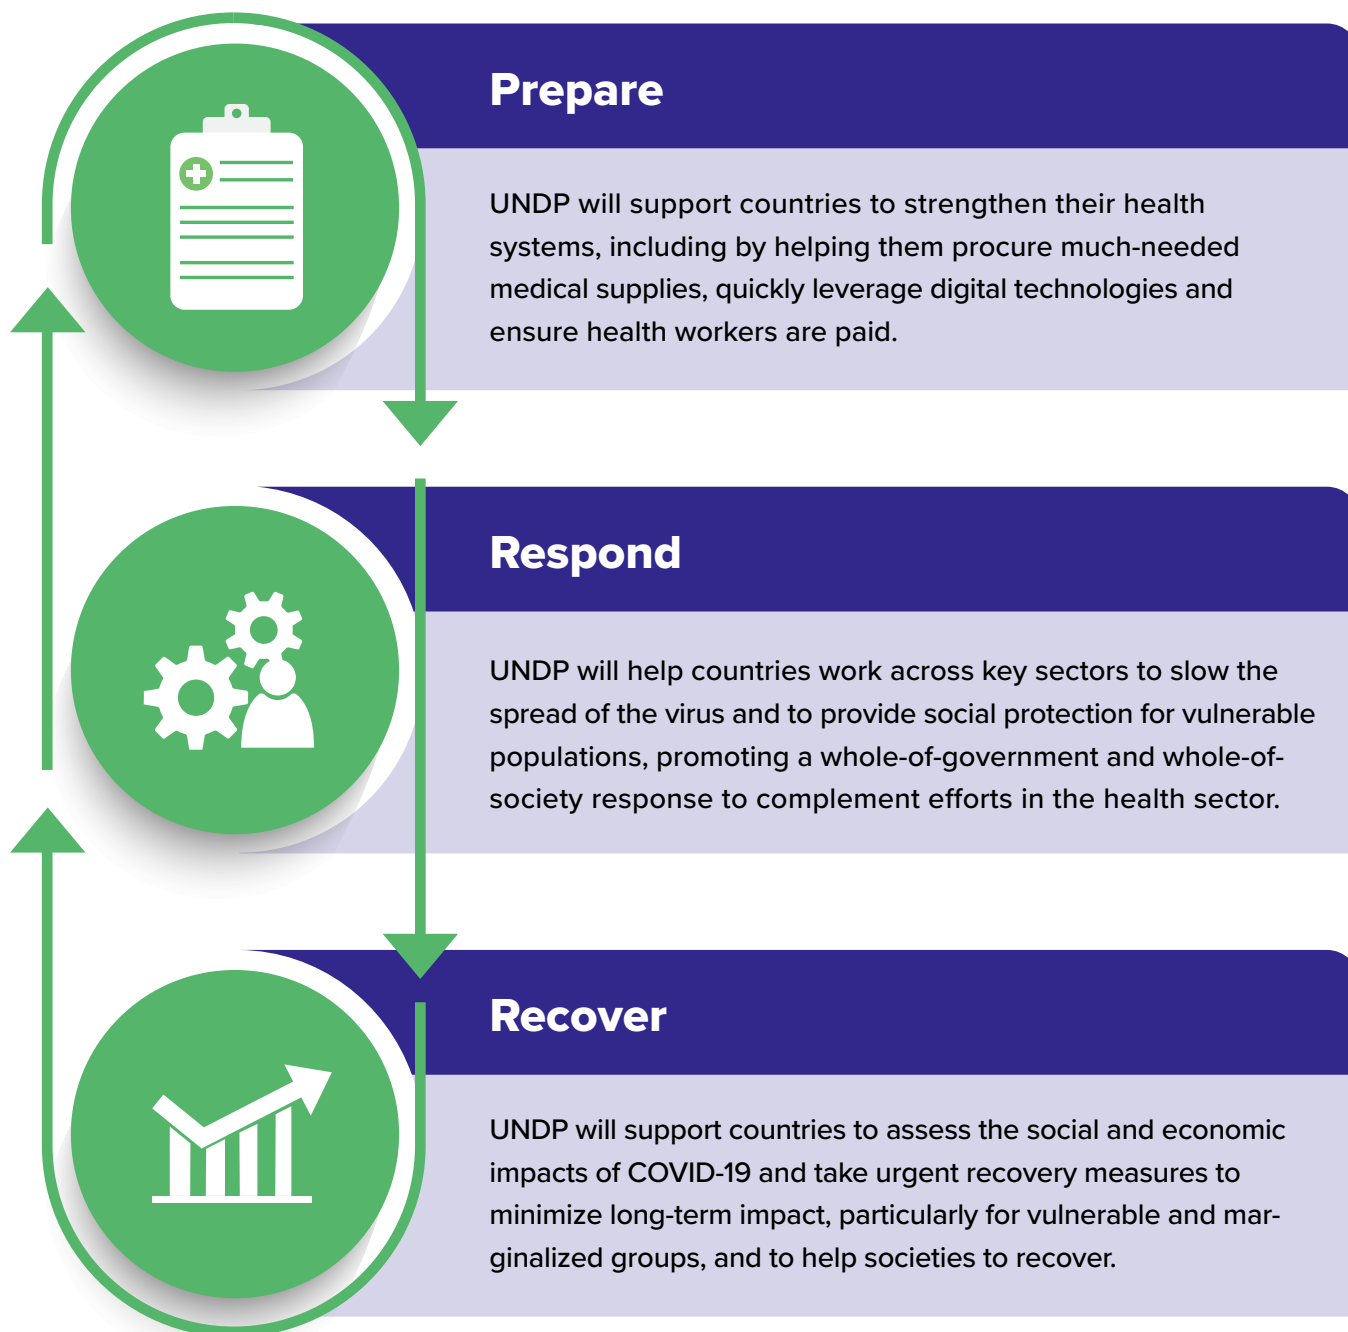 Prepare
UNDP will support countries to strengthen their health
systems, including by helping them procure much-needed
medical supplies, quickly leverage digital technologies and
ensure health workers are paid.
Respond
UNDP will help countries work across key sectors to slow the
spread of the virus and to provide social protection for vulnerable
populations, promoting a whole-of-government and whole-of-
society response to complement efforts in the health sector.
Recover
UNDP will support countries to assess the social and economic
impacts of COVID-19 and take urgent recovery measures to
minimize long-term impact, particularly for vulnerable and mar-
ginalized groups, and to help societies to recover.